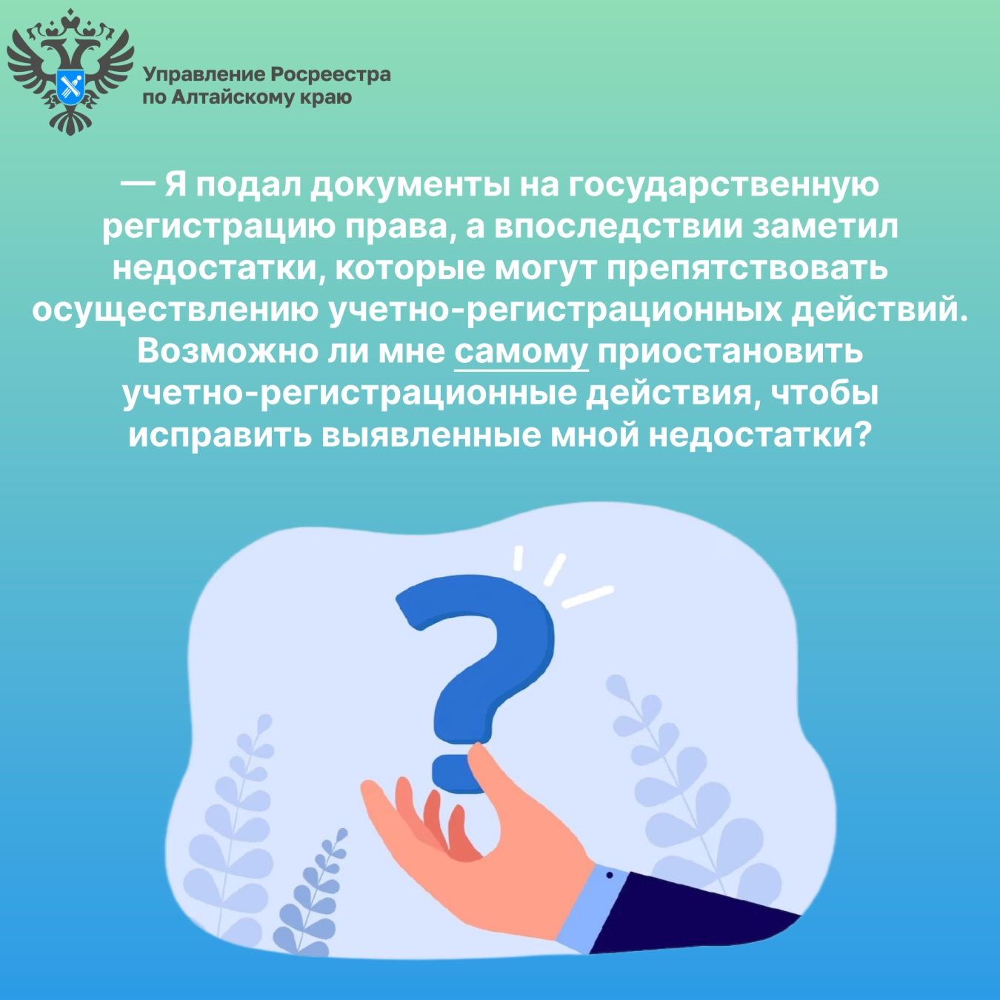 Управление Росреестра
по Алтайскому краю
— Я подал документы на государственную
регистрацию права, а впоследствии заметил
недостатки, которые могут препятствовать
осуществлению учетно-регистрационных действий.
Возможно ли мне самому приостановить
учетно-регистрационные действия, чтобы
исправить выявленные мной недостатки?